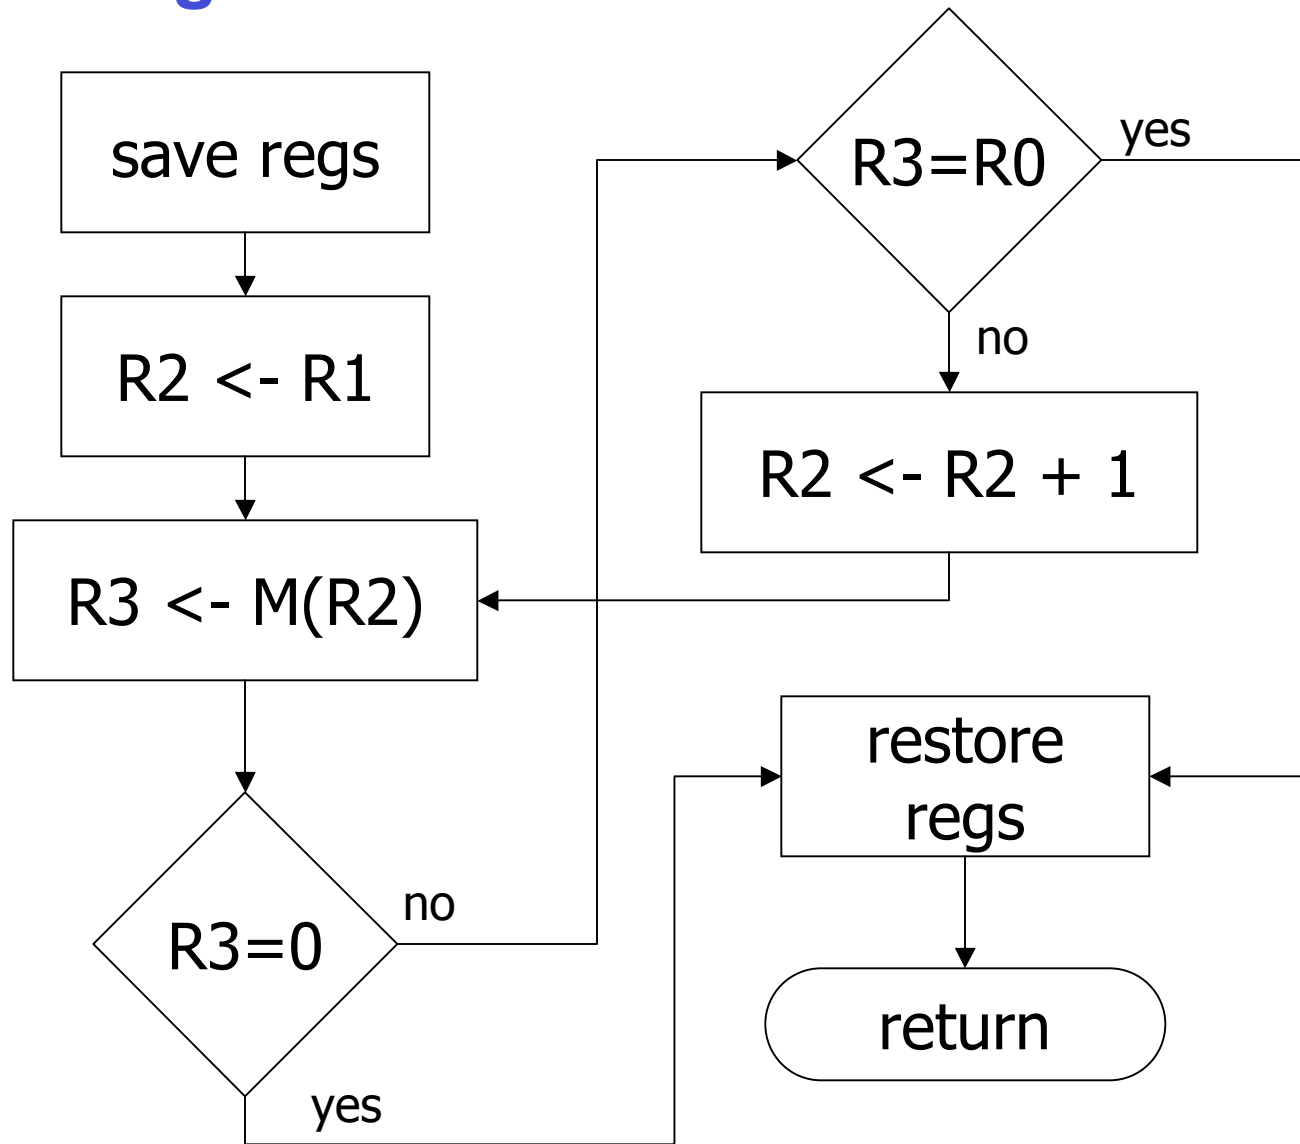 save regs
R2 <- R1
R3 <- M(R2)
R3=0
no
yes
R3=R0
yes
no
R2 <- R2 + 1
restore
regs
return